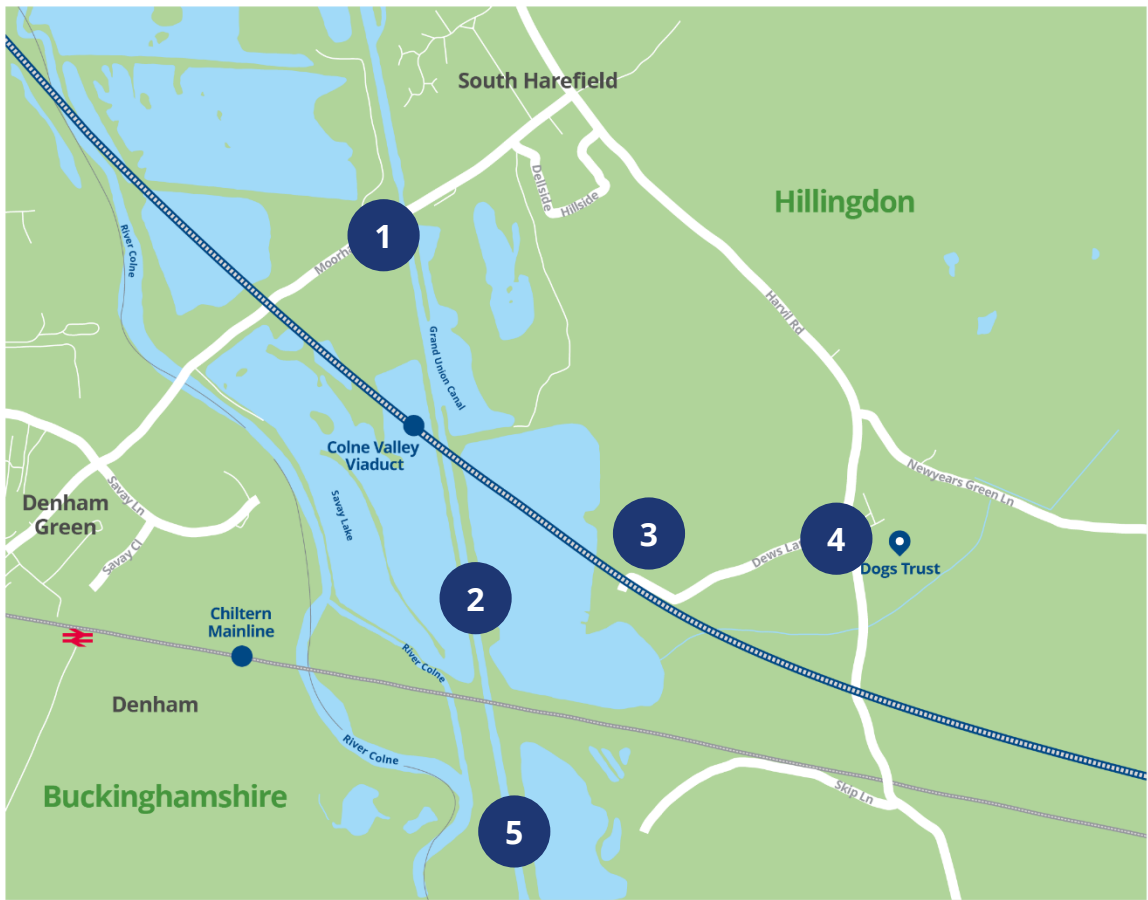 South Harefield
Dellside
Hillside
Hillingdon
River Colne
1
Harvil Rd
Grand Union Canal
Colne Valley
Viaduct
Savay Lake
Newyears Green Ln
Denham
Green
Savay Ln
Savay Cl
3
4
Dews
Dogs Trust
2
Chiltern
Mainline
River Colne
Denham
River Colne
Buckinghamshire
Skip Ln
5